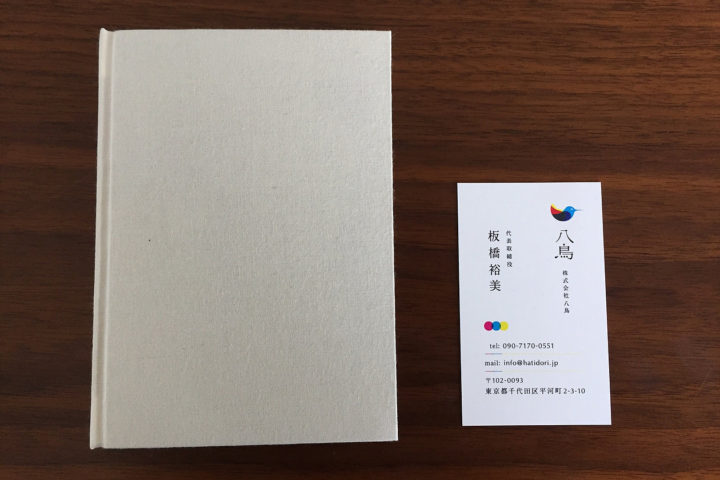 八鳥
株式会社八鳥
代表取締役
板橋裕美
tel: 090-7170-0551
mail: info@hatidori.jp
〒102-0093
東京都千代田区平河町2-3-10